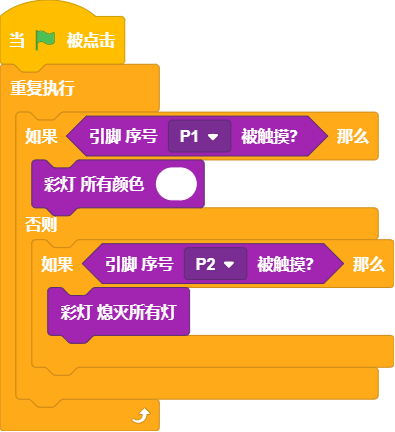 当 被点击
重复执行
如果 引脚 序号 P1 被触摸? 那么
彩灯 所有颜色
否则
如果 引脚 序号 P2 被触摸? 那么
彩灯 熄灭所有灯